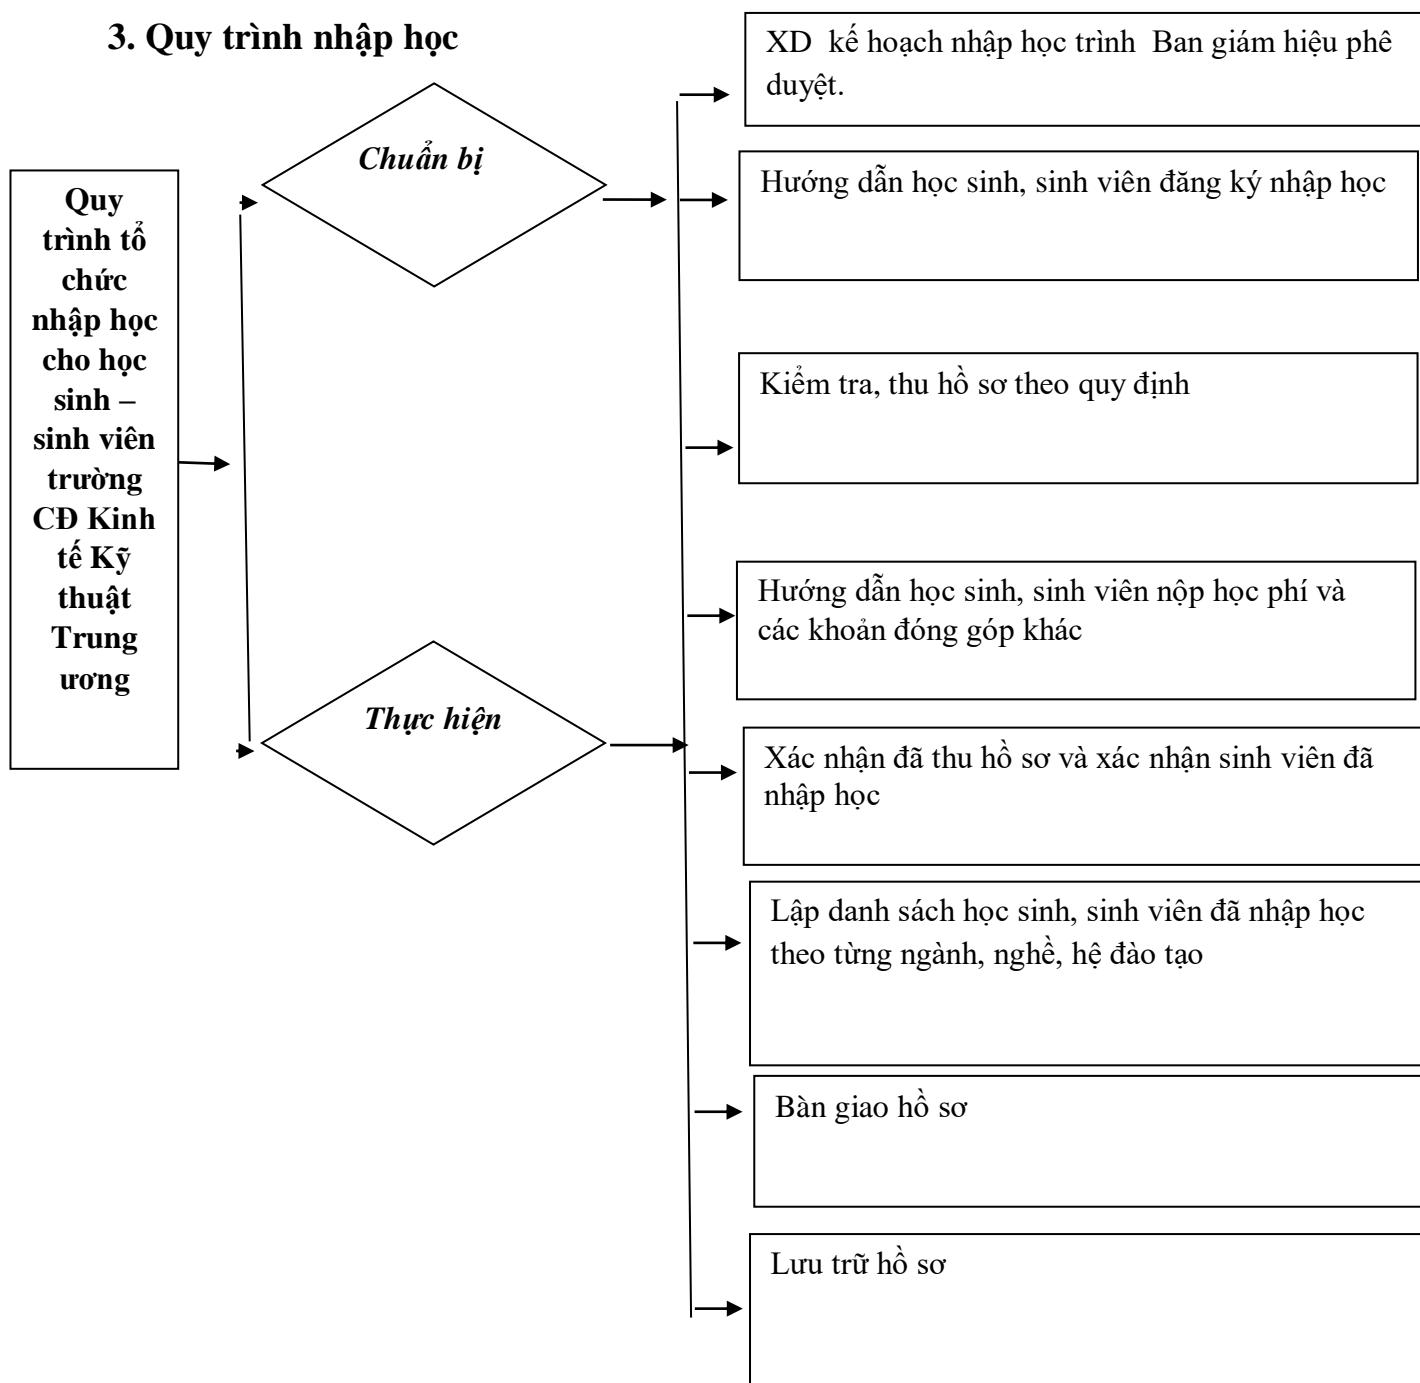 3. Quy trình nhập học
Quy
trình tổ
chức
nhập học
cho học
sinh –
sinh viên
trường
CĐ Kinh
tế Kỹ
thuật
Trung
ương
Chuẩn bị
Thực hiện
XD kế hoạch nhập học trình Ban giám hiệu phê
duyệt.
Hướng dẫn học sinh, sinh viên đăng ký nhập học
Kiểm tra, thu hồ sơ theo quy định
Hướng dẫn học sinh, sinh viên nộp học phí và
các khoản đóng góp khác
Xác nhận đã thu hồ sơ và xác nhận sinh viên đã
nhập học
Lập danh sách học sinh, sinh viên đã nhập học
theo từng ngành, nghề, hệ đào tạo
Bàn giao hồ sơ
Lưu trữ hồ sơ